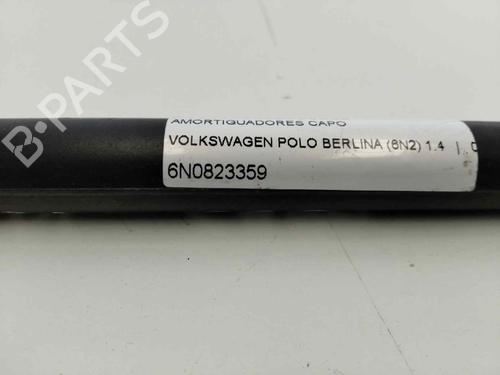 AMORTIGUADORES CAPO
VOLKSWAGEN POLO BERLINA (6N2) 1.4 |
6N0823359
B-PARTS